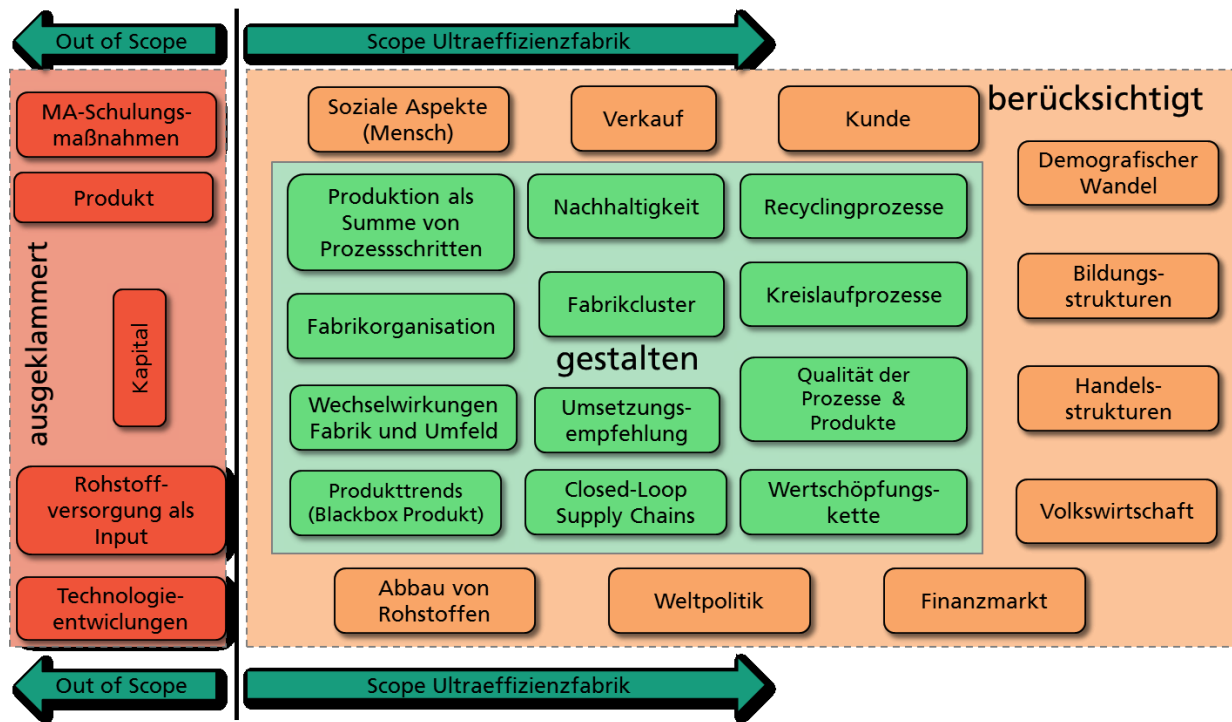 Out of Scope
Scope Ultraeffizienzfabrik
ausgeklammert
MA-Schulungs-
maßnahmen
Produkt
Kapital
Rohstoff-
versorgung als
Input
Technologie-
entwiclungen
berücksichtigt
Soziale Aspekte
(Mensch)
Verkauf
Kunde
Demografischer
Wandel
Bildungs-
strukturen
Handels-
strukturen
Volkswirtschaft
gestalten
Produktion als
Summe von
Prozessschritten
Nachhaltigkeit
Recyclingprozesse
Fabrikorganisation
Fabrikcluster
Kreislaufprozesse
Wechselwirkungen
Fabrik und Umfeld
Umsetzungs-
empfehlung
Qualität der
Prozesse &
Produkte
Produkttrends
(Blackbox Produkt)
Closed-Loop
Supply Chains
Wertschöpfungs-
kette
Abbau von
Rohstoffen
Weltpolitik
Finanzmarkt
Out of Scope
Scope Ultraeffizienzfabrik